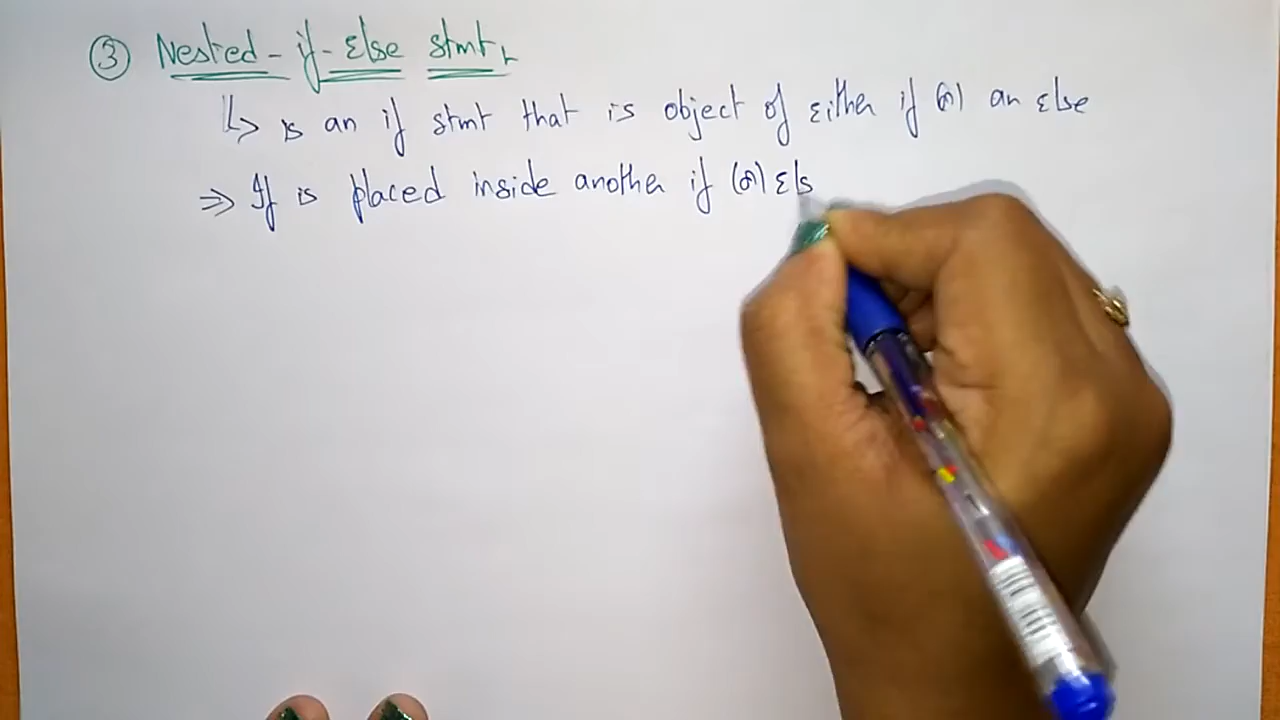 ③ Nested-if-Else stmt
↳ is an if stmt that is object of either if (or) an else
⇒ If is placed inside another if (or) Els